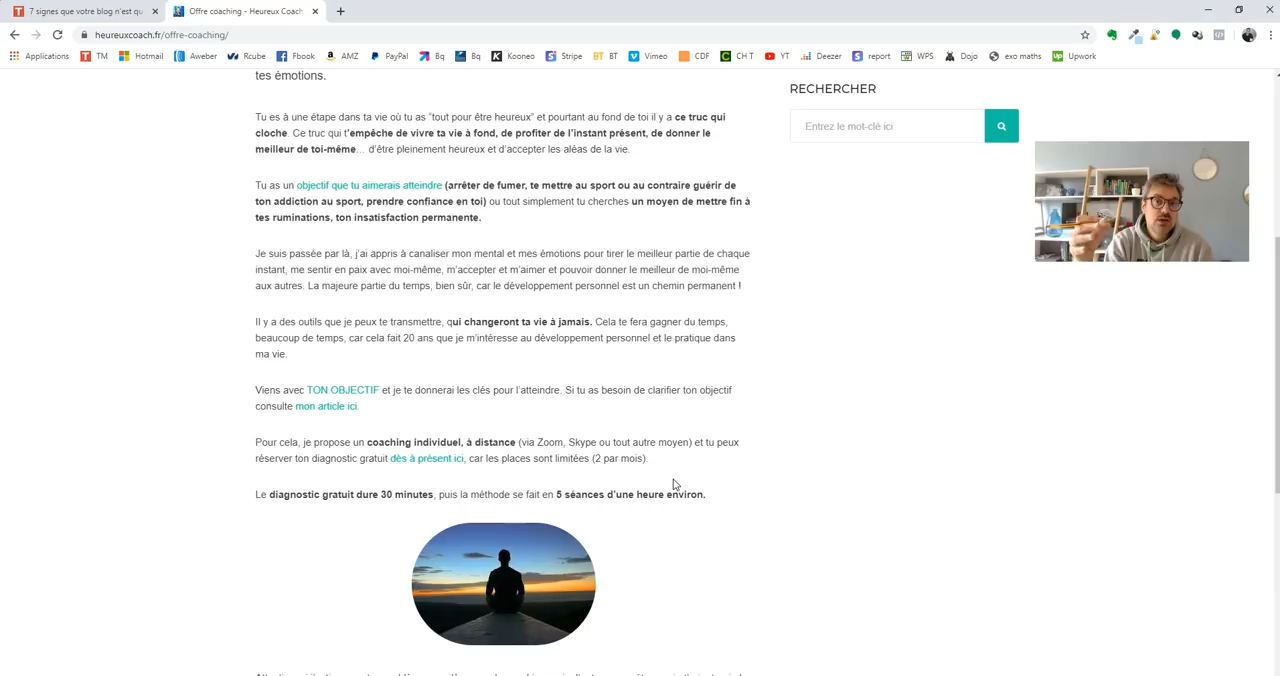 7 signes que votre blog n'est qu
Offre coaching - Heureux Coach
heureuxcoach.fr/offre-coaching/
Applications TM Hotmail Aweber Rcube Fbook AMZ PayPal Bq Bq Kooneo Stripe BT Vimeo CDF CH T YT Deezer report WPS Dojo exo maths Upwork
tes émotions.
RECHERCHER
Entrez le mot-clé ici
Tu es à une étape dans ta vie où tu as “tout pour être heureux” et pourtant au fond de toi il y a ce truc qui
cloche. Ce truc qui t’empêche de vivre ta vie à fond, de profiter de l’instant présent, de donner le
meilleur de toi-même… d’être pleinement heureux et d’accepter les aléas de la vie.
Tu as un objectif que tu aimerais atteindre (arrêter de fumer, te mettre au sport ou au contraire guérir de
ton addiction au sport, prendre confiance en toi) ou tout simplement tu cherches un moyen de mettre fin à
tes ruminations, ton insatisfaction permanente.
Je suis passée par là, j’ai appris à canaliser mon mental et mes émotions pour tirer le meilleur partie de chaque
instant, me sentir en paix avec moi-même, m’accepter et m’aimer et pouvoir donner le meilleur de moi-même
aux autres. La majeure partie du temps, bien sûr, car le développement personnel est un chemin permanent !
Il y a des outils que je peux te transmettre, qui changeront ta vie à jamais. Cela te fera gagner du temps,
beaucoup de temps, car cela fait 20 ans que je m’intéresse au développement personnel et le pratique dans
ma vie.
Viens avec TON OBJECTIF et je te donnerai les clés pour l’atteindre. Si tu as besoin de clarifier ton objectif
consulte mon article ici.
Pour cela, je propose un coaching individuel, à distance (via Zoom, Skype ou tout autre moyen) et tu peux
réserver ton diagnostic gratuit dès à présent ici, car les places sont limitées (2 par mois).
Le diagnostic gratuit dure 30 minutes, puis la méthode se fait en 5 séances d’une heure environ.